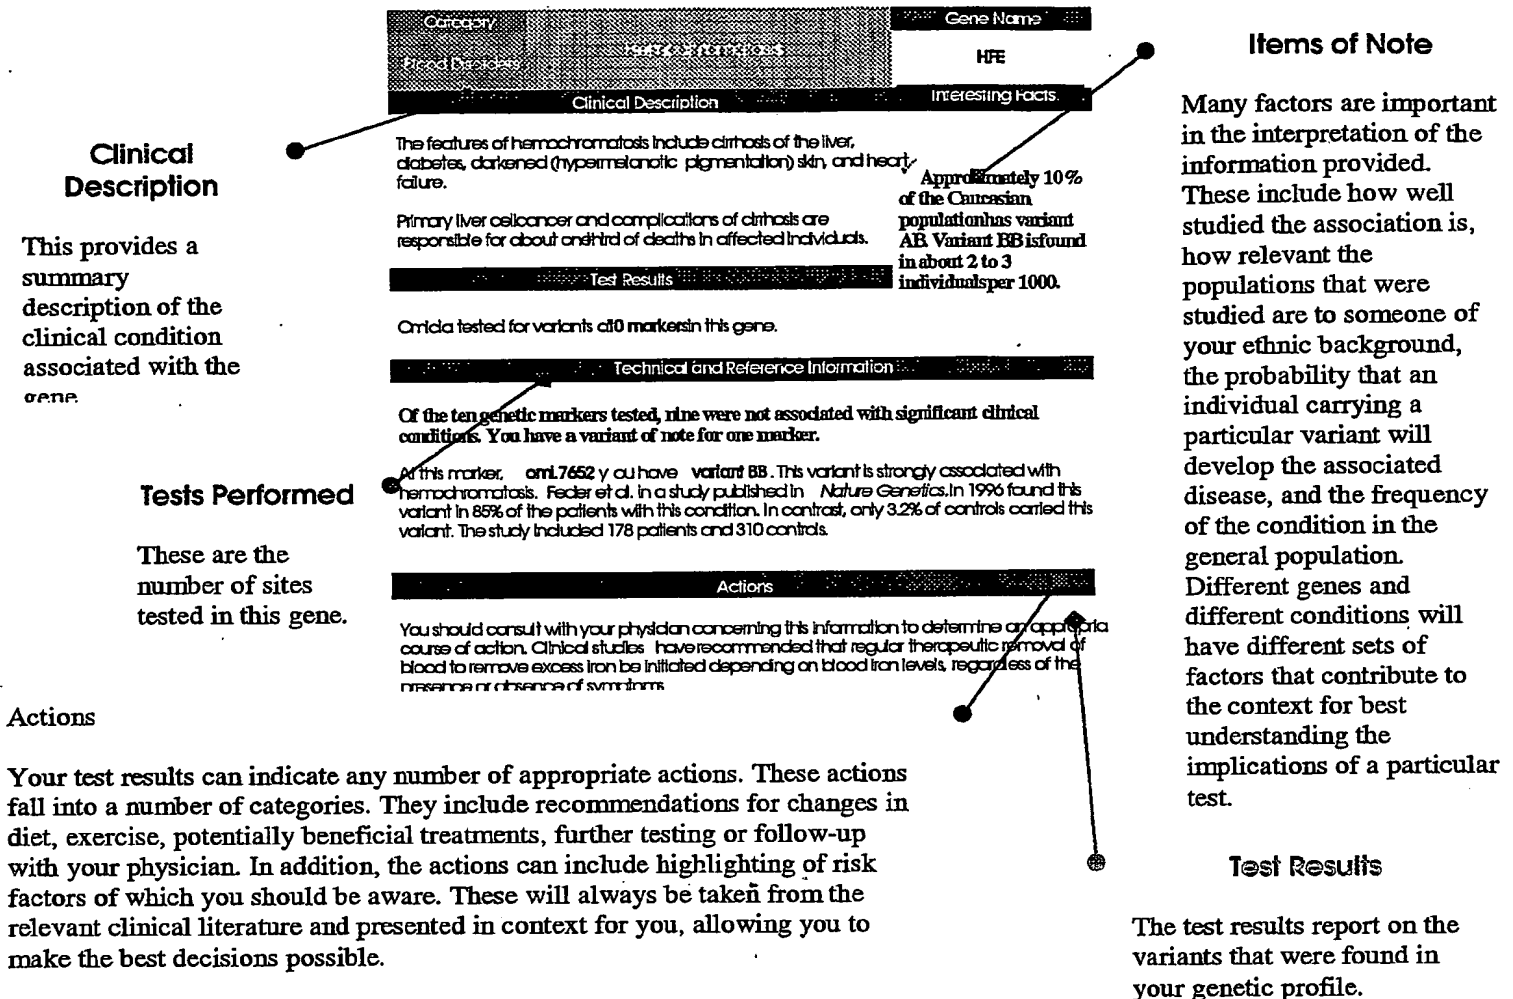 Category
Gene Name
HFE
Clinical Description
Interesting Facts
The features of hemochromatosis include cirrhosis of the liver,
diabetes, darkened (hypermelanotic pigmentation) skin, and heart
failure.
Primary liver cellcancer and complications of cirrhosis are
responsible for about onethird of deaths in affected individuals.
Approximately 10%
of the Caucasian
populationhas variant
AB. Variant BB isfound
in about 2 to 3
individualsper 1000.
Test Results
Omicia tested for variants at10 markersin this gene.
Technical and Reference Information
Of the ten genetic markers tested, nine were not associated with significant clinical
conditions. You have a variant of note for one marker.
At this marker, omi.7652 you have variant BB. This variant is strongly associated with
hemochromatosis. Feder et al. in a study published in Nature Genetics.In 1996 found this
variant in 85% of the patients with this condition. In contrast, only 3.2% of controls carried this
variant. The study included 178 patients and 310 controls.
Actions
You should consult with your physician concerning this information to determine an appropria
course of action. Clinical studies have recommended that regular therapeutic removal of
blood to remove excess iron be initiated depending on blood iron levels, regardless of the
presence or absence of symptoms
Clinical
Description
This provides a
summary
description of the
clinical condition
associated with the
gene.
Tests Performed
These are the
number of sites
tested in this gene.
Actions
Your test results can indicate any number of appropriate actions. These actions
fall into a number of categories. They include recommendations for changes in
diet, exercise, potentially beneficial treatments, further testing or follow-up
with your physician. In addition, the actions can include highlighting of risk
factors of which you should be aware. These will always be taken from the
relevant clinical literature and presented in context for you, allowing you to
make the best decisions possible.
Items of Note
Many factors are important
in the interpretation of the
information provided.
These include how well
studied the association is,
how relevant the
populations that were
studied are to someone of
your ethnic background,
the probability that an
individual carrying a
particular variant will
develop the associated
disease, and the frequency
of the condition in the
general population.
Different genes and
different conditions will
have different sets of
factors that contribute to
the context for best
understanding the
implications of a particular
test.
Test Results
The test results report on the
variants that were found in
your genetic profile.